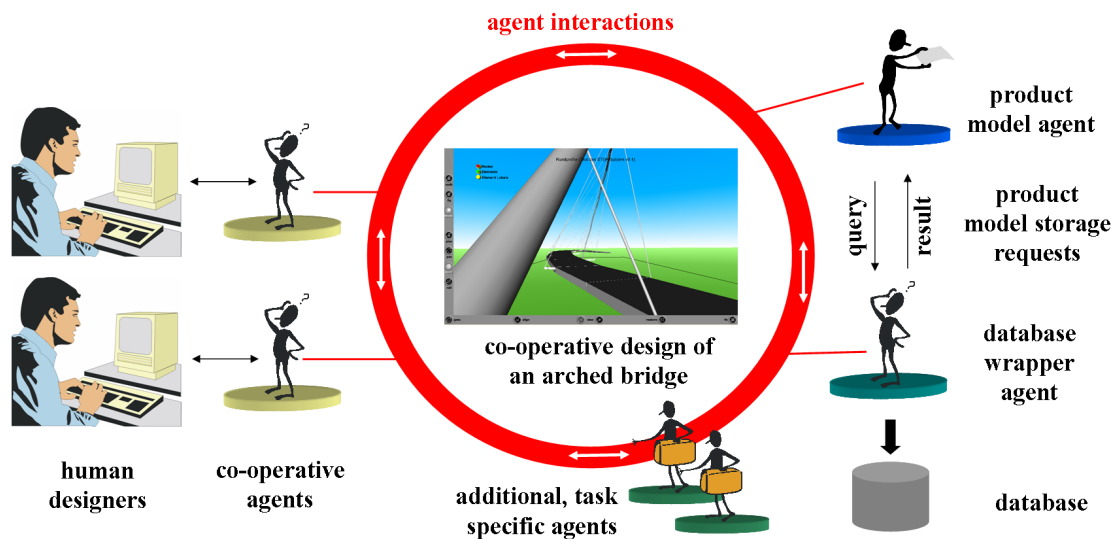 agent interactions
product
model agent
query
result
product
model storage
requests
co-operative design of
an arched bridge
database
wrapper
agent
human
designers
co-operative
agents
additional, task
specific agents
database